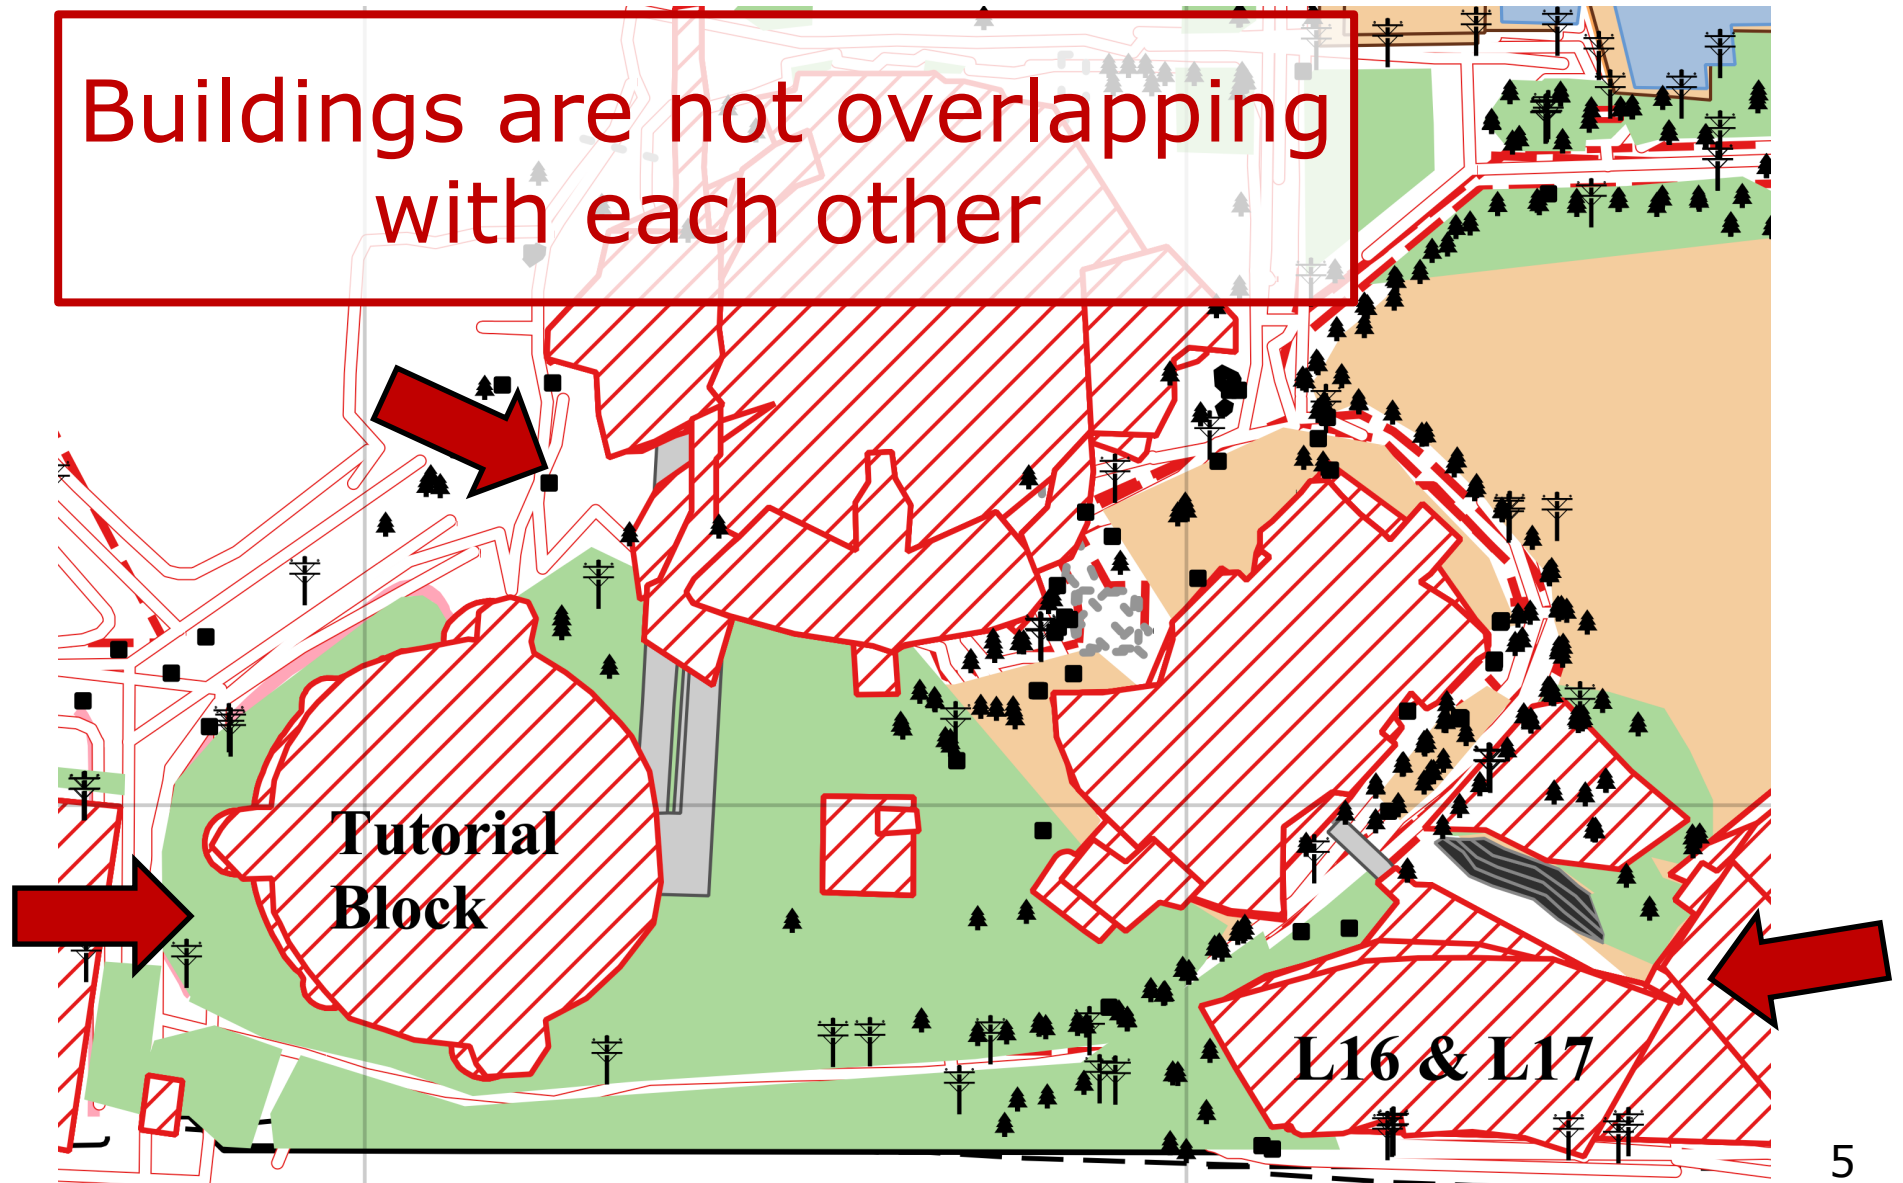 Buildings are not overlapping
with each other
Tutorial
Block
L16 & L17
5